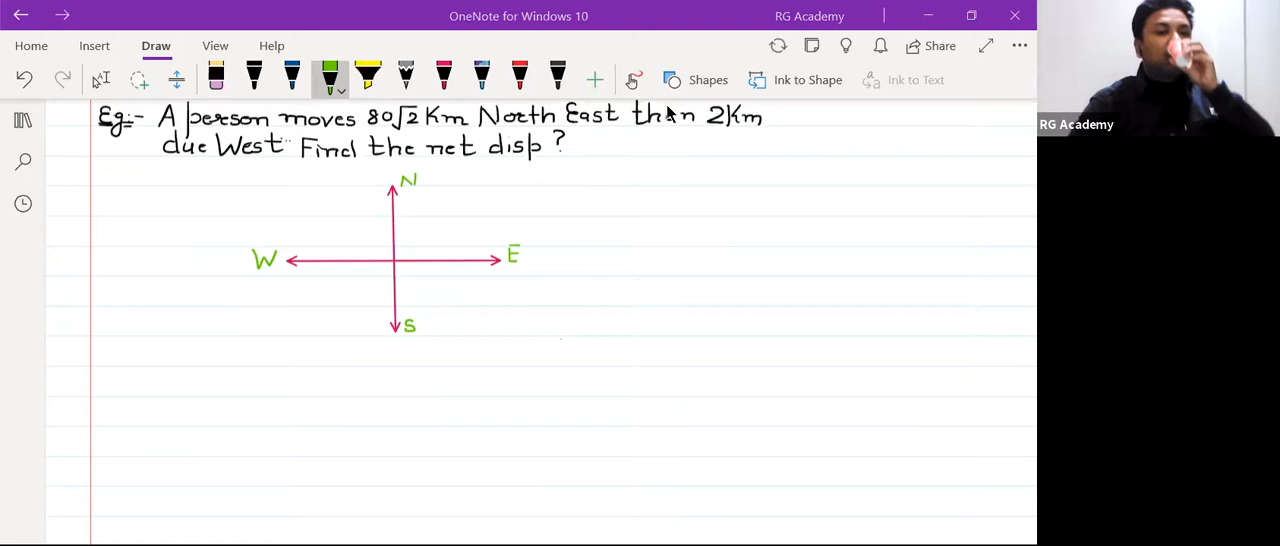 OneNote for Windows 10
RG Academy
Home Insert Draw View Help
Share
Shapes
Ink to Shape
Ink to Text
Eg:- A person moves 80√2 Km North East then 2Km
due West. Find the net disp ?
N
W
E
S
RG Academy